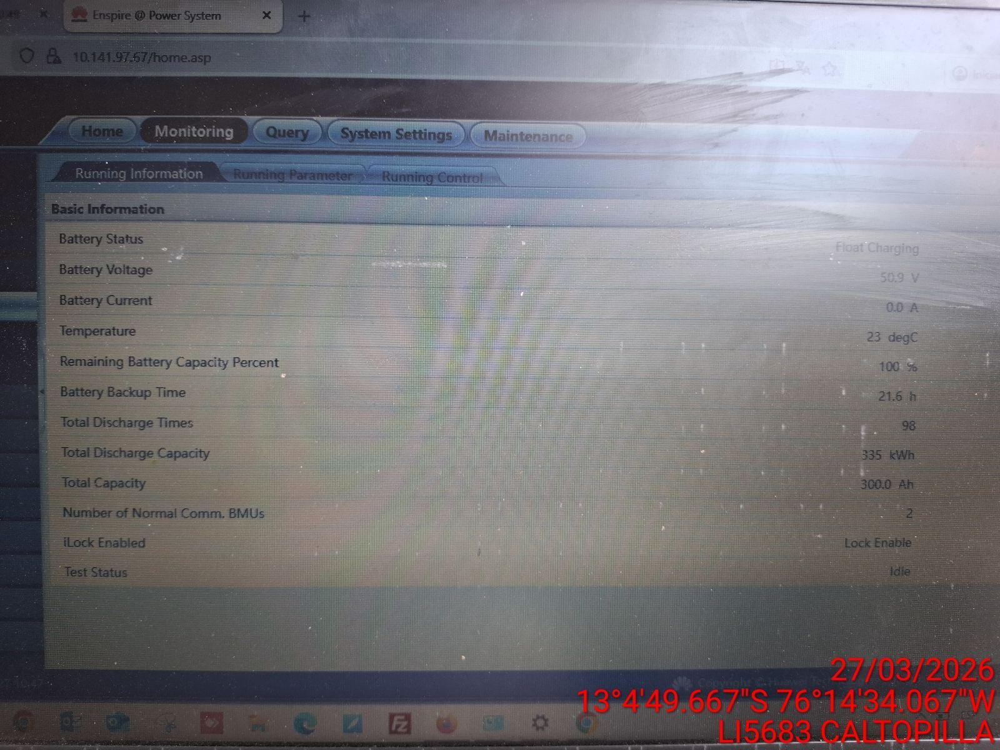 Enspire @ Power System
10.141.97.67/home.asp
Home Monitoring Query System Settings Maintenance
Running Information Running Parameter Running Control
Basic Information
Battery Status Float Charging
Battery Voltage 50.9 V
Battery Current 0.0 A
Temperature 23 degC
Remaining Battery Capacity Percent 100 %
Battery Backup Time 21.6 h
Total Discharge Times 98
Total Discharge Capacity 335 kWh
Total Capacity 300.0 Ah
Number of Normal Comm. BMUs 2
iLock Enabled Lock Enable
Test Status Idle
Copyright © Huawei
27/03/2026
13°4'49.667"S 76°14'34.067"W
LI5683 CALTOPILLA